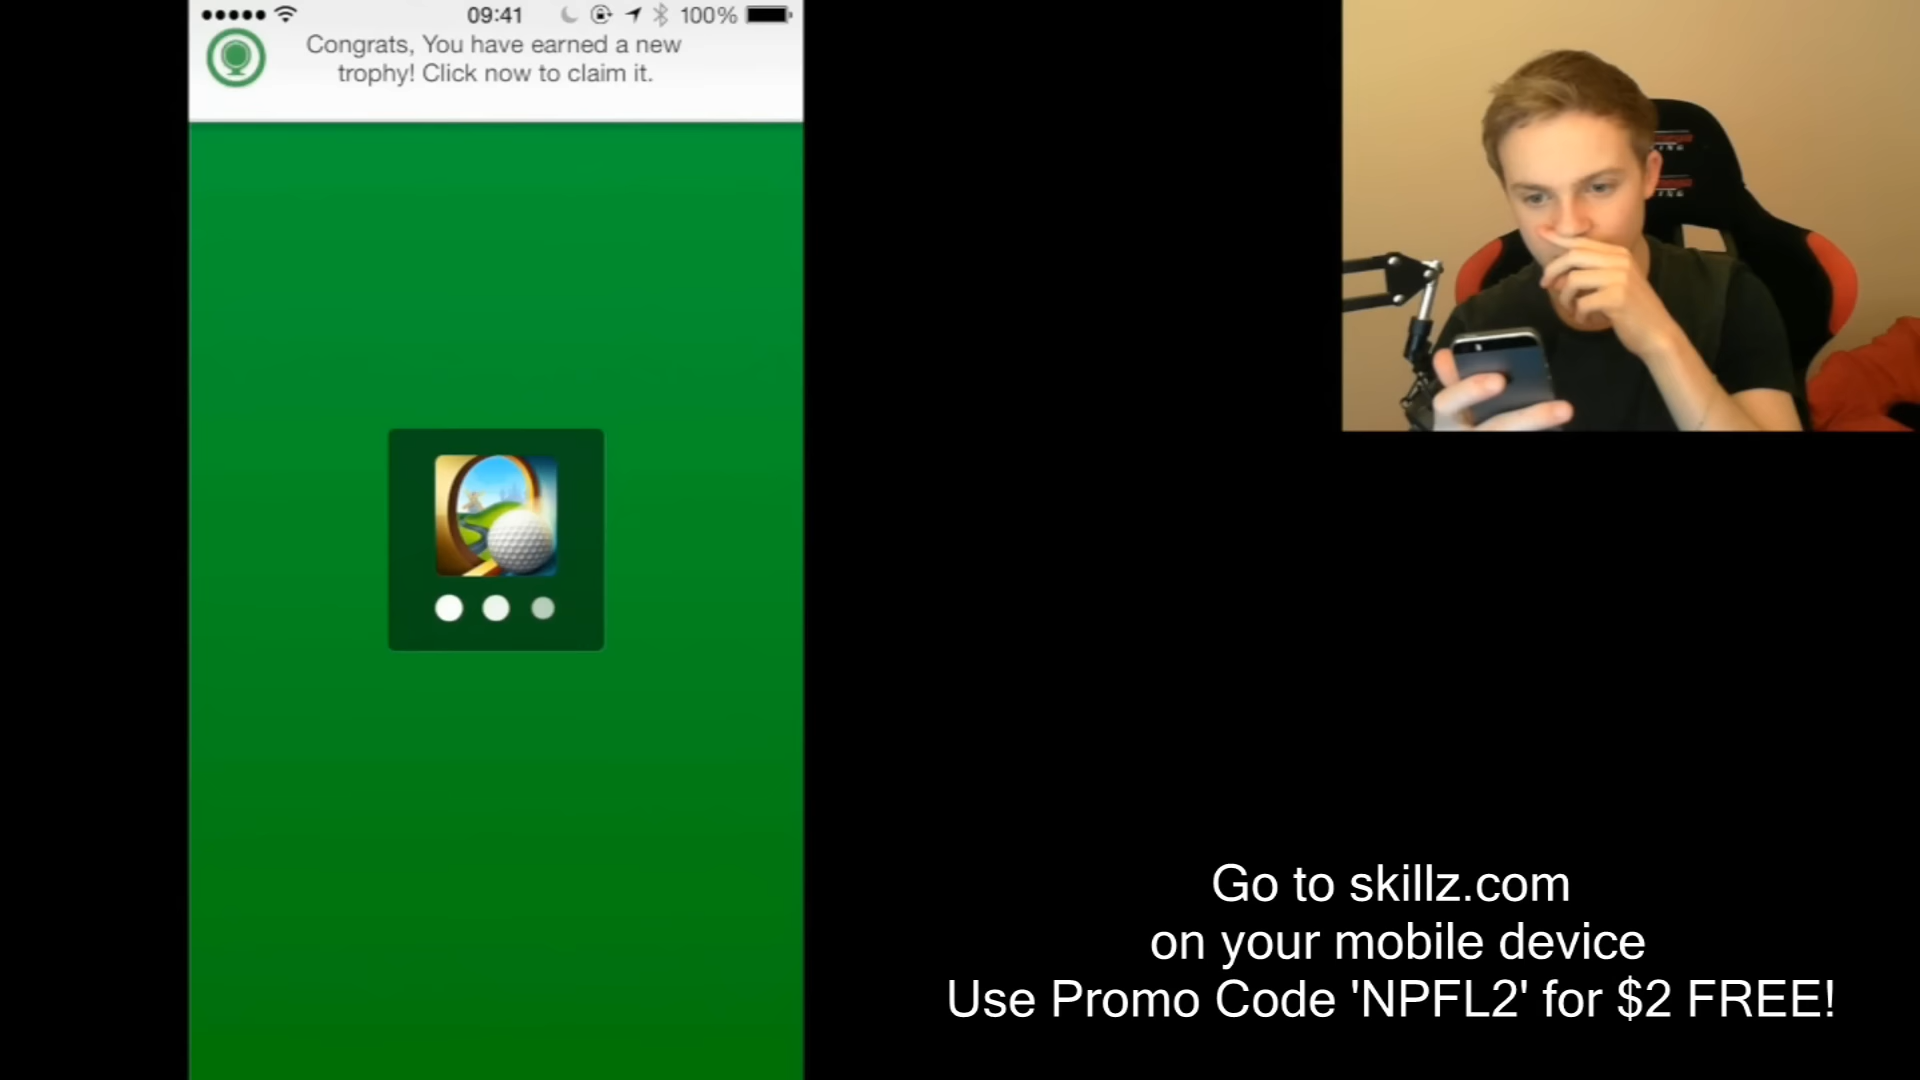 09:41 100%
Congrats, You have earned a new
trophy! Click now to claim it.
Go to skillz.com
on your mobile device
Use Promo Code 'NPFL2' for $2 FREE!